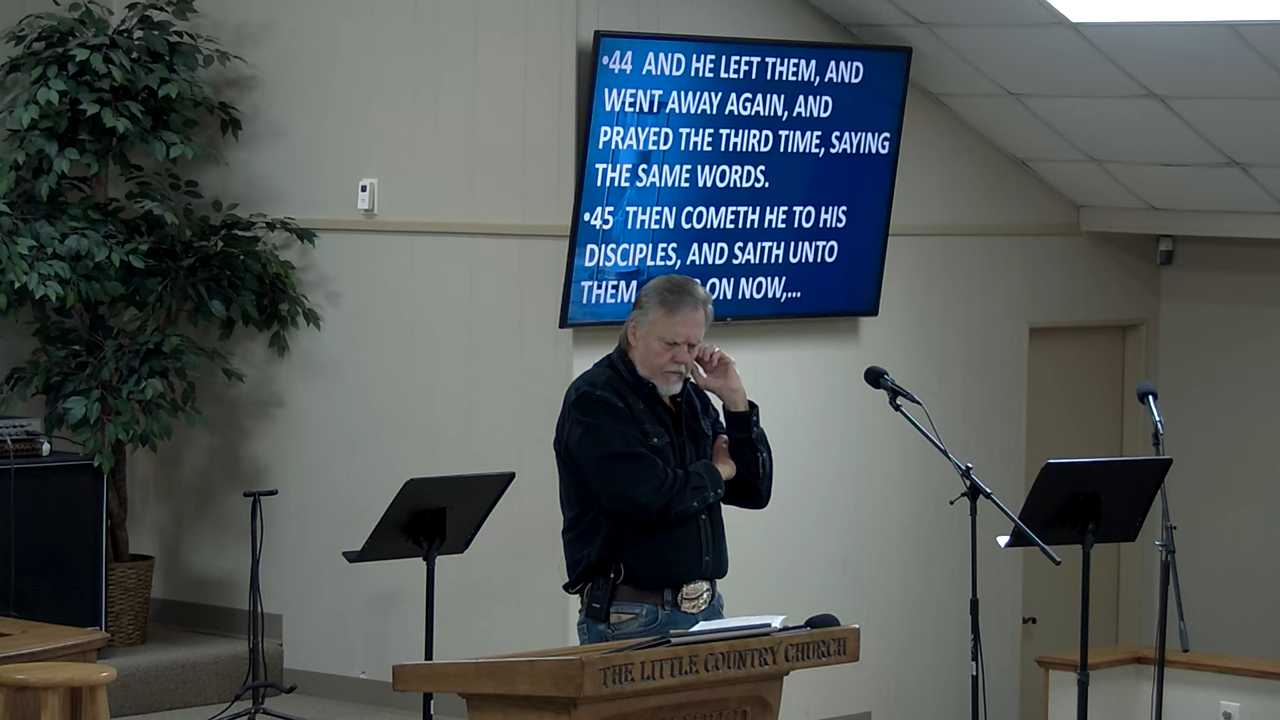 •44 AND HE LEFT THEM, AND
WENT AWAY AGAIN, AND
PRAYED THE THIRD TIME, SAYING
THE SAME WORDS.
•45 THEN COMETH HE TO HIS
DISCIPLES, AND SAITH UNTO
THEM ON NOW,...
THE LITTLE COUNTRY CHURCH